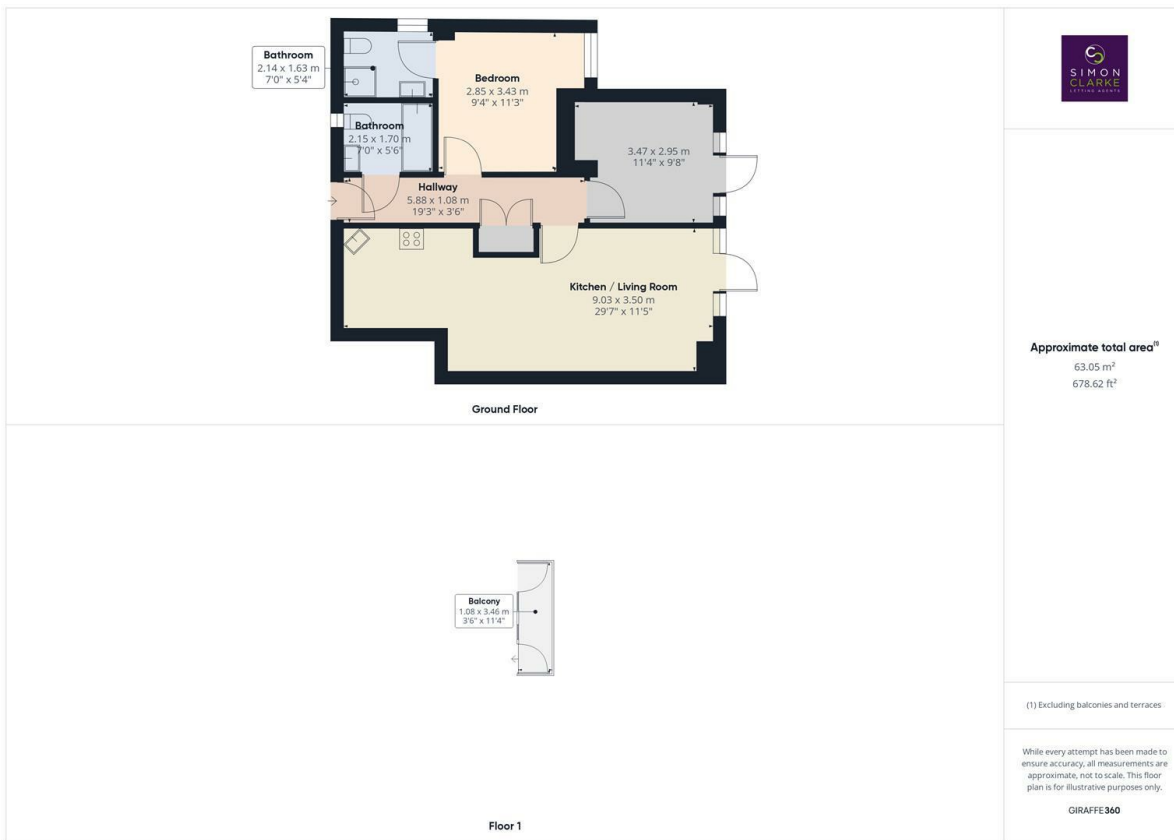 Bathroom
2.14 x 1.63 m
7'0" x 5'4"
Bedroom
2.85 x 3.43 m
9'4" x 11'3"
Bathroom
2.15 x 1.70 m
7'0" x 5'6"
3.47 x 2.95 m
11'4" x 9'8"
Hallway
5.88 x 1.08 m
19'3" x 3'6"
Kitchen / Living Room
9.03 x 3.50 m
29'7" x 11'5"
Ground Floor
Balcony
1.08 x 3.46 m
3'6" x 11'4"
Floor 1
SIMON
CLARKE
LETTING AGENTS
Approximate total area⁽¹⁾
63.05 m²
678.62 ft²
(1) Excluding balconies and terraces
While every attempt has been made to
ensure accuracy, all measurements are
approximate, not to scale. This floor
plan is for illustrative purposes only.
GIRAFFE360